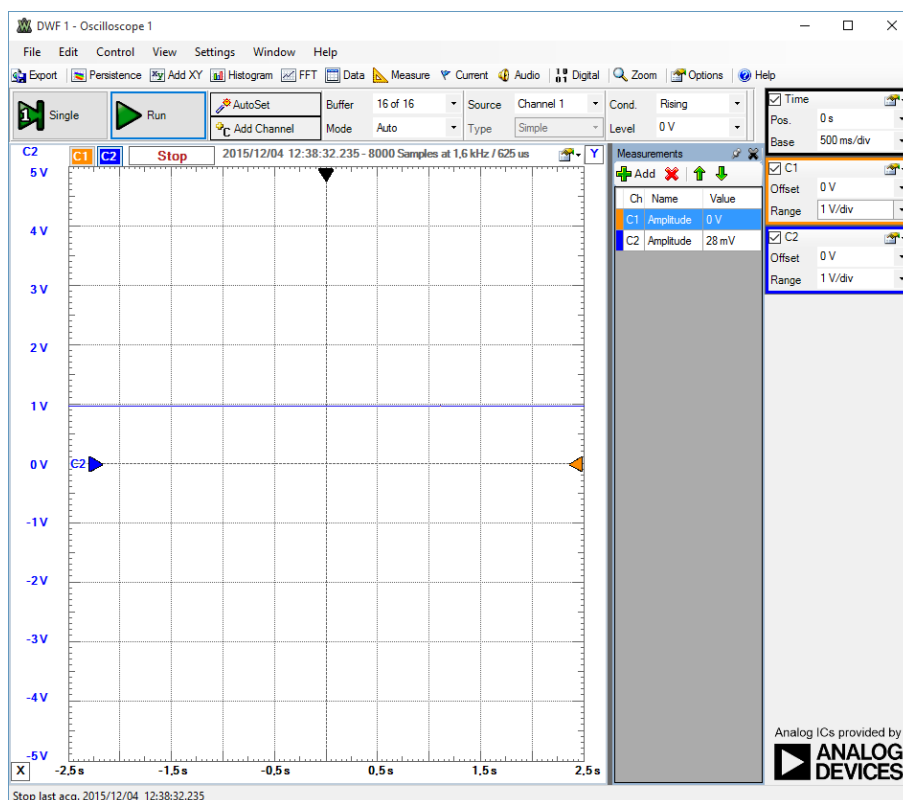 DWF 1 - Oscilloscope 1
File Edit Control View Settings Window Help
Export Persistence Add XY Histogram FFT Data Measure Current Audio Digital Zoom Options Help
Single
Run
AutoSet
Add Channel
Buffer 16 of 16 Source Channel 1 Cond. Rising
Mode Auto Type Simple Level 0 V
Time
Pos. 0 s
Base 500 ms/div
C1
Offset 0 V
Range 1 V/div
C2
Offset 0 V
Range 1 V/div
C2 C1 C2 Stop 2015/12/04 12:38:32.235 - 8000 Samples at 1,6 kHz / 625 us Y
5 V
4 V
3 V
2 V
1 V
0 V C2
-1 V
-2 V
-3 V
-4 V
-5 V
X -2,5 s -1,5 s -0,5 s 0,5 s 1,5 s 2,5 s
Measurements
Add
Ch Name Value
C1 Amplitude 0 V
C2 Amplitude 28 mV
Analog ICs provided by
ANALOG
DEVICES
Stop last acq. 2015/12/04 12:38:32.235